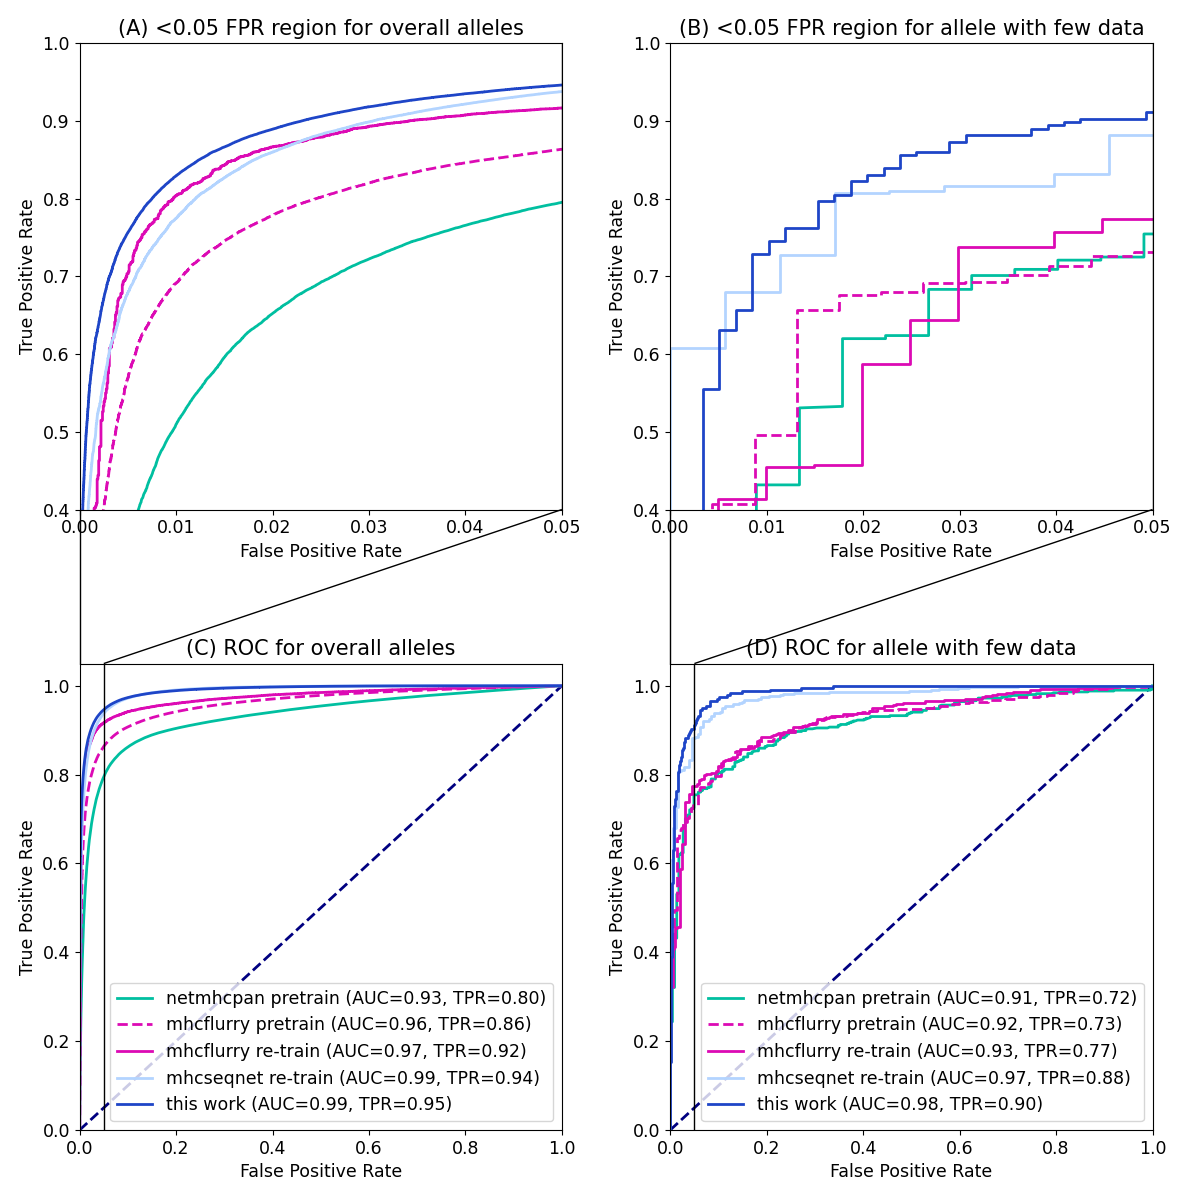 (A) <0.05 FPR region for overall alleles
1.0
0.9
0.8
0.7
0.6
0.5
0.4
True Positive Rate
0.00 0.01 0.02 0.03 0.04 0.05
False Positive Rate
(B) <0.05 FPR region for allele with few data
1.0
0.9
0.8
0.7
0.6
0.5
0.4
True Positive Rate
0.00 0.01 0.02 0.03 0.04 0.05
False Positive Rate
(C) ROC for overall alleles
1.0
0.8
0.6
0.4
0.2
0.0
True Positive Rate
netmhcpan pretrain (AUC=0.93, TPR=0.80)
mhcflurry pretrain (AUC=0.96, TPR=0.86)
mhcflurry re-train (AUC=0.97, TPR=0.92)
mhcseqnet re-train (AUC=0.99, TPR=0.94)
this work (AUC=0.99, TPR=0.95)
0.0 0.2 0.4 0.6 0.8 1.0
False Positive Rate
(D) ROC for allele with few data
1.0
0.8
0.6
0.4
0.2
0.0
True Positive Rate
netmhcpan pretrain (AUC=0.91, TPR=0.72)
mhcflurry pretrain (AUC=0.92, TPR=0.73)
mhcflurry re-train (AUC=0.93, TPR=0.77)
mhcseqnet re-train (AUC=0.97, TPR=0.88)
this work (AUC=0.98, TPR=0.90)
0.0 0.2 0.4 0.6 0.8 1.0
False Positive Rate